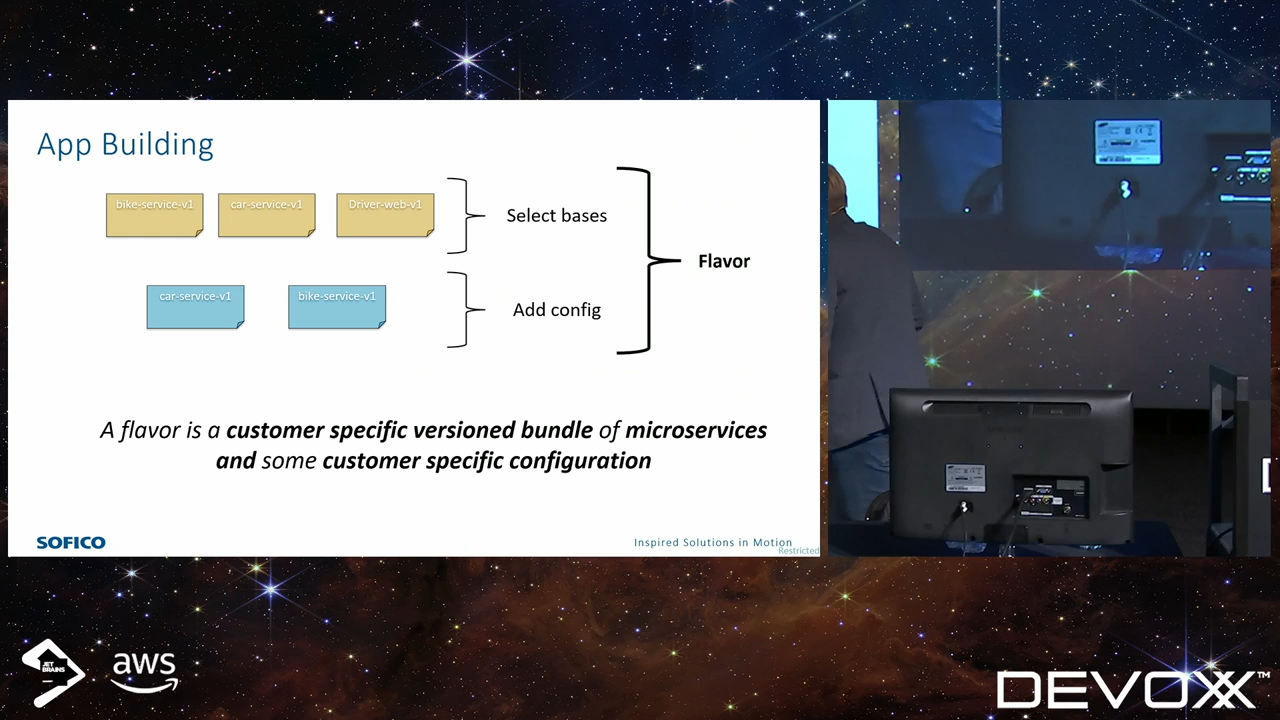 App Building
bike-service-v1
car-service-v1
Driver-web-v1
Select bases
Flavor
car-service-v1
bike-service-v1
Add config
A flavor is a customer specific versioned bundle of microservices
and some customer specific configuration
SOFICO
Inspired Solutions in Motion
Restricted
JET
BRAINS
aws
DEVOXX™